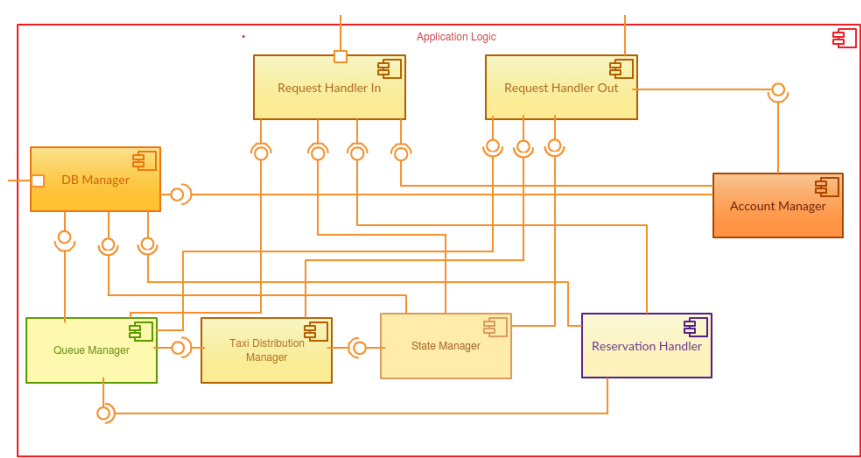 Application Logic
Request Handler In
Request Handler Out
DB Manager
Account Manager
Queue Manager
Taxi Distribution
Manager
State Manager
Reservation Handler